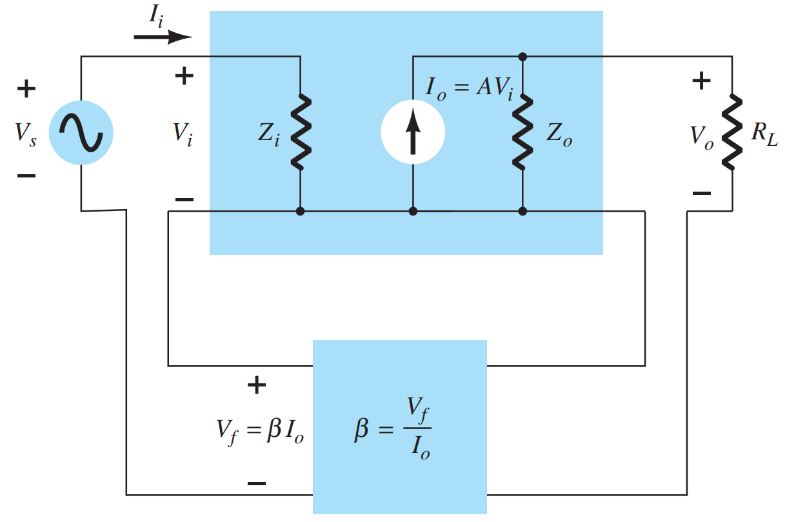 I_i
+
+
I_o = AV_i
+
V_s
V_i
Z_i
Z_o
V_o
R_L
−
−
−
+
V_f = βI_o
β = V_f / I_o
−